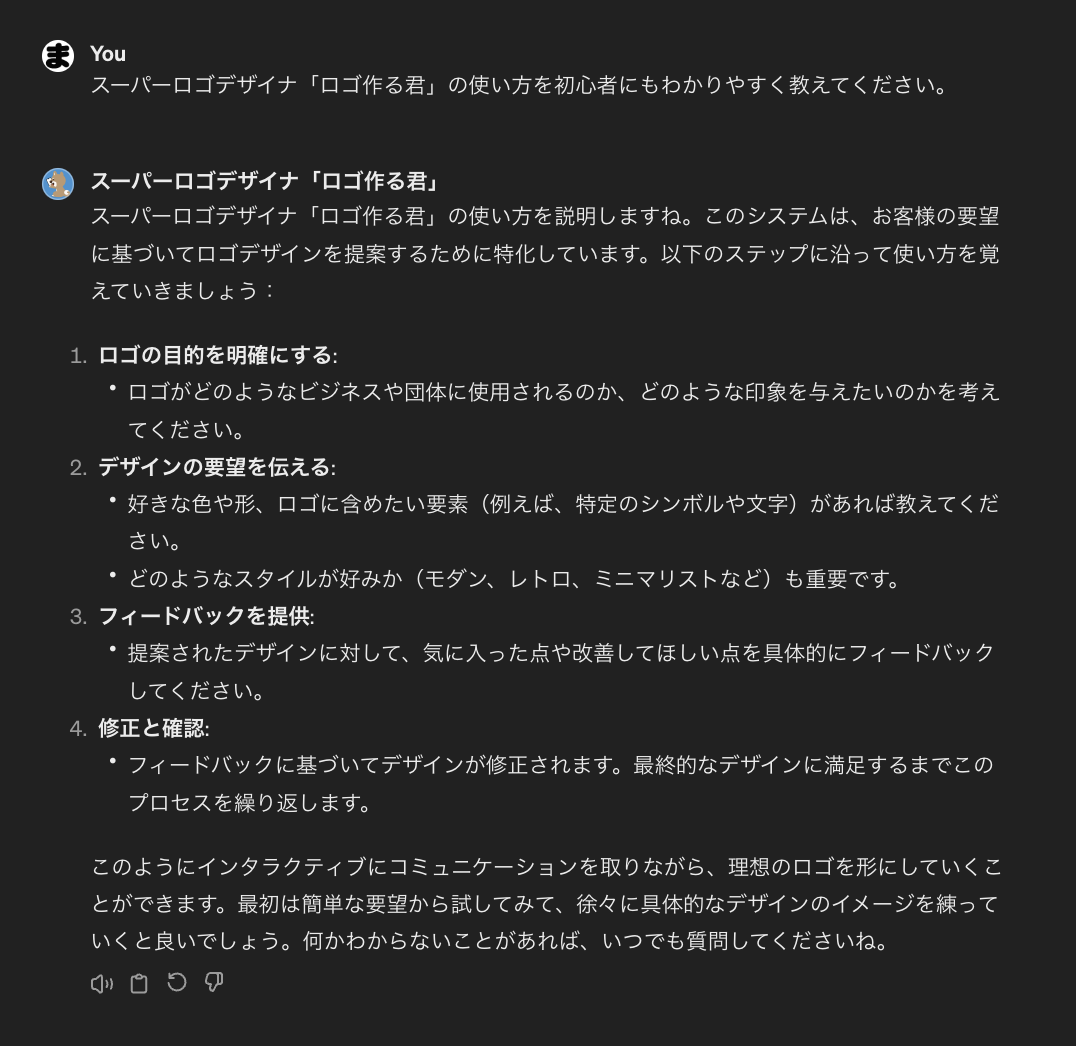 ま
You
スーパーロゴデザイナ「ロゴ作る君」の使い方を初心者にもわかりやすく教えてください。
スーパーロゴデザイナ「ロゴ作る君」
スーパーロゴデザイナ「ロゴ作る君」の使い方を説明しますね。このシステムは、お客様の要望
に基づいてロゴデザインを提案するために特化しています。以下のステップに沿って使い方を覚
えていきましょう：
1. ロゴの目的を明確にする:
• ロゴがどのようなビジネスや団体に使用されるのか、どのような印象を与えたいのかを考え
てください。
2. デザインの要望を伝える:
• 好きな色や形、ロゴに含めたい要素（例えば、特定のシンボルや文字）があれば教えてくだ
さい。
• どのようなスタイルが好みか（モダン、レトロ、ミニマリストなど）も重要です。
3. フィードバックを提供:
• 提案されたデザインに対して、気に入った点や改善してほしい点を具体的にフィードバック
してください。
4. 修正と確認:
• フィードバックに基づいてデザインが修正されます。最終的なデザインに満足するまでこの
プロセスを繰り返します。
このようにインタラクティブにコミュニケーションを取りながら、理想のロゴを形にしていくこ
とができます。最初は簡単な要望から試してみて、徐々に具体的なデザインのイメージを練って
いくと良いでしょう。何かわからないことがあれば、いつでも質問してくださいね。